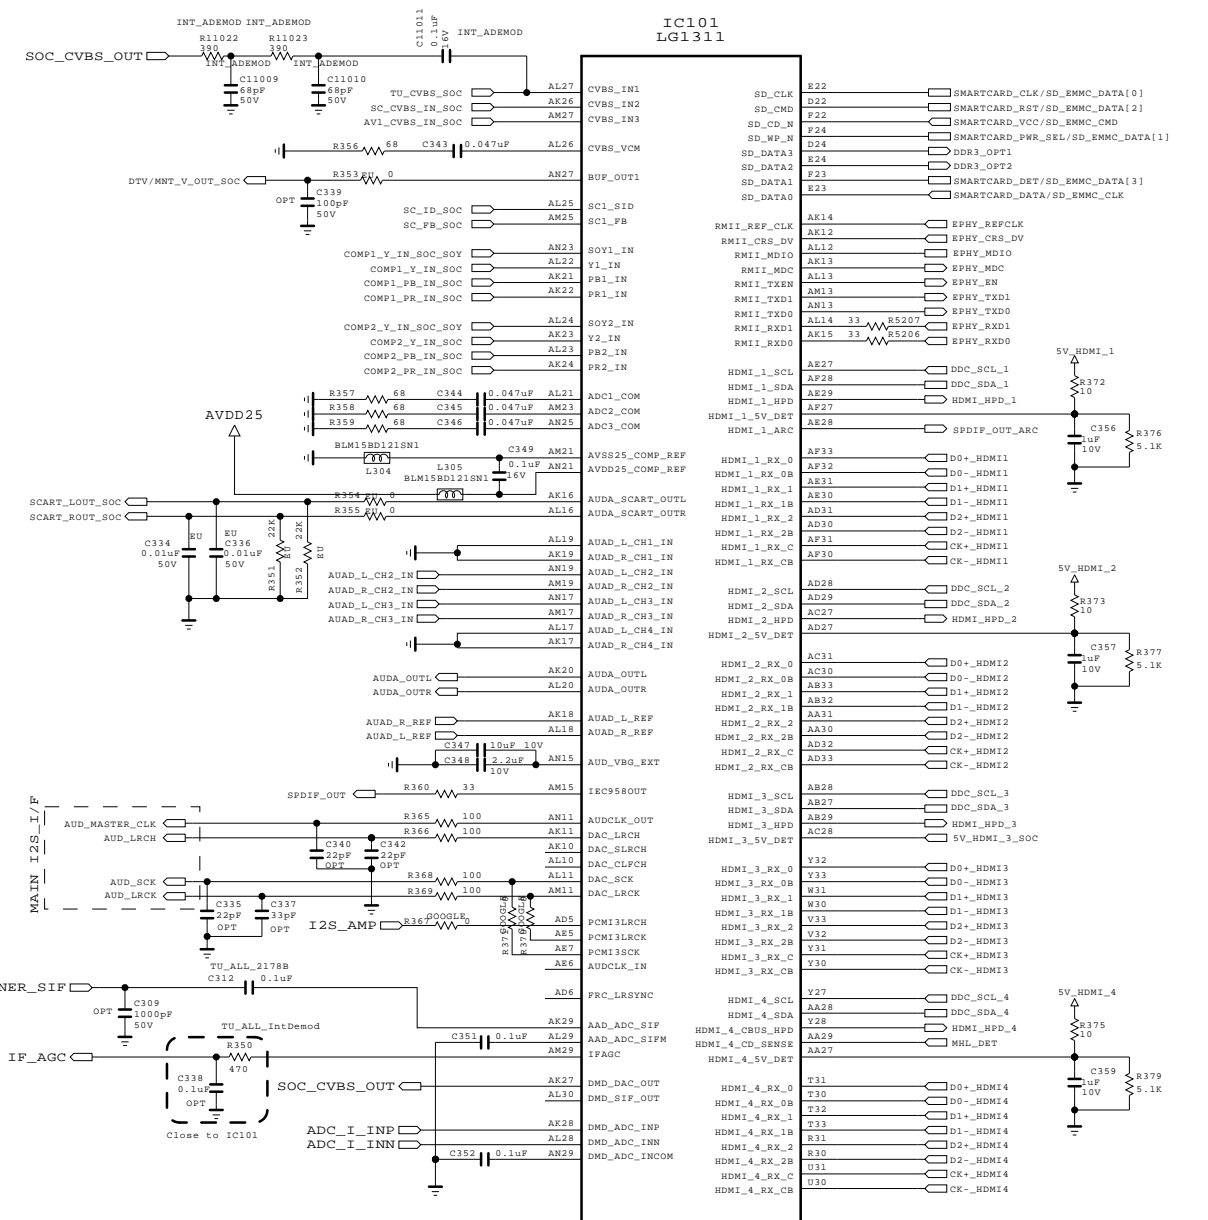 IC101
LG1311
INT_ADEMOD INT_ADEMOD
R11022 R11023
390 390
SOC_CVBS_OUT
INT_ADEMOD INT_ADEMOD
C11009
68pF
50V
C11010
68pF
50V
C11011
0.1uF
16V
INT_ADEMOD
TU_CVBS_SOC AL27 CVBS_IN1
SC_CVBS_IN_SOC AK26 CVBS_IN2
AV1_CVBS_IN_SOC AM27 CVBS_IN3
R356 68 C343 0.047uF AL26 CVBS_VCM
DTV/MNT_V_OUT_SOC R353 EU 0 AN27 BUF_OUT1
OPT C339
100pF
50V
SC_ID_SOC AL25 SC1_SID
SC_FB_SOC AM25 SC1_FB
COMP1_Y_IN_SOC_SOY AN23 SOY1_IN
COMP1_Y_IN_SOC AL22 Y1_IN
COMP1_PB_IN_SOC AK21 PB1_IN
COMP1_PR_IN_SOC AK22 PR1_IN
COMP2_Y_IN_SOC_SOY AL24 SOY2_IN
COMP2_Y_IN_SOC AK23 Y2_IN
COMP2_PB_IN_SOC AL23 PB2_IN
COMP2_PR_IN_SOC AK24 PR2_IN
R357 68 C344 0.047uF AL21 ADC1_COM
R358 68 C345 0.047uF AM23 ADC2_COM
R359 68 C346 0.047uF AN25 ADC3_COM
AVDD25
BLM15BD121SN1
L304
C349
0.1uF
16V
AM21 AVSS25_COMP_REF
L305
BLM15BD121SN1
AN21 AVDD25_COMP_REF
SCART_LOUT_SOC R354 EU 0 AK16 AUDA_SCART_OUTL
SCART_ROUT_SOC R355 EU 0 AL16 AUDA_SCART_OUTR
C334
0.01uF
50V
EU
EU
C336
0.01uF
50V
22K
EU
R351
22K
EU
R352
AL19 AUAD_L_CH1_IN
AK19 AUAD_R_CH1_IN
AUAD_L_CH2_IN AN19 AUAD_L_CH2_IN
AUAD_R_CH2_IN AM19 AUAD_R_CH2_IN
AUAD_L_CH3_IN AN17 AUAD_L_CH3_IN
AUAD_R_CH3_IN AM17 AUAD_R_CH3_IN
AL17 AUAD_L_CH4_IN
AK17 AUAD_R_CH4_IN
AUDA_OUTL AK20 AUDA_OUTL
AUDA_OUTR AL20 AUDA_OUTR
AUAD_R_REF AK18 AUAD_L_REF
AUAD_L_REF AL18 AUAD_R_REF
C347 10uF 10V
C348 2.2uF
10V
AN15 AUD_VBG_EXT
SPDIF_OUT R360 33 AM15 IEC958OUT
MAIN I2S_I/F
AUD_MASTER_CLK R365 100 AN11 AUDCLK_OUT
AUD_LRCH R366 100 AK11 DAC_LRCH
C340
22pF
OPT
C342
22pF
OPT
AK10 DAC_SLRCH
AL10 DAC_CLFCH
AUD_SCK R368 100 AL11 DAC_SCK
AUD_LRCK R369 100 AM11 DAC_LRCK
C335
22pF
OPT
C337
33pF
OPT
I2S_AMP R367 GOOGLE 0 AD5 PCMI3LRCH
GOOGLE
GOOGLE
AE5 PCMI3LRCK
AE7 PCMI3SCK
AE6 AUDCLK_IN
AD6 FRC_LRSYNC
TU_ALL_2178B
C312 0.1uF
NER_SIF
OPT C309
1000pF
50V
AK29 AAD_ADC_SIF
C351 0.1uF AL29 AAD_ADC_SIFM
TU_ALL_IntDemod
IF_AGC R350
470
AM29 IFAGC
C338
0.1uF
OPT
Close to IC101
SOC_CVBS_OUT AK27 DMD_DAC_OUT
AL30 DMD_SIF_OUT
ADC_I_INP AK28 DMD_ADC_INP
ADC_I_INN AL28 DMD_ADC_INN
C352 0.1uF AN29 DMD_ADC_INCOM
SD_CLK E22 SMARTCARD_CLK/SD_EMMC_DATA[0]
SD_CMD D22 SMARTCARD_RST/SD_EMMC_DATA[2]
SD_CD_N F22 SMARTCARD_VCC/SD_EMMC_CMD
SD_WP_N F24 SMARTCARD_PWR_SEL/SD_EMMC_DATA[1]
SD_DATA3 D24 DDR3_OPT1
SD_DATA2 E24 DDR3_OPT2
SD_DATA1 F23 SMARTCARD_DET/SD_EMMC_DATA[3]
SD_DATA0 E23 SMARTCARD_DATA/SD_EMMC_CLK
RMII_REF_CLK AK14 EPHY_REFCLK
RMII_CRS_DV AK12 EPHY_CRS_DV
RMII_MDIO AL12 EPHY_MDIO
RMII_MDC AK13 EPHY_MDC
RMII_TXEN AL13 EPHY_EN
RMII_TXD1 AM13 EPHY_TXD1
RMII_TXD0 AN13 EPHY_TXD0
RMII_RXD1 AL14 33 R5207 EPHY_RXD1
RMII_RXD0 AK15 33 R5206 EPHY_RXD0
HDMI_1_SCL AE27 DDC_SCL_1
HDMI_1_SDA AF28 DDC_SDA_1
HDMI_1_HPD AE29 HDMI_HPD_1
HDMI_1_5V_DET AF27
HDMI_1_ARC AE28 SPDIF_OUT_ARC
5V_HDMI_1
R372
10
C356
1uF
10V
R376
5.1K
HDMI_1_RX_0 AF33 D0+_HDMI1
HDMI_1_RX_0B AF32 D0-_HDMI1
HDMI_1_RX_1 AE31 D1+_HDMI1
HDMI_1_RX_1B AE30 D1-_HDMI1
HDMI_1_RX_2 AD31 D2+_HDMI1
HDMI_1_RX_2B AD30 D2-_HDMI1
HDMI_1_RX_C AF31 CK+_HDMI1
HDMI_1_RX_CB AF30 CK-_HDMI1
HDMI_2_SCL AD28 DDC_SCL_2
HDMI_2_SDA AD29 DDC_SDA_2
HDMI_2_HPD AC27 HDMI_HPD_2
HDMI_2_5V_DET AD27
5V_HDMI_2
R373
10
C357
1uF
10V
R377
5.1K
HDMI_2_RX_0 AC31 D0+_HDMI2
HDMI_2_RX_0B AC30 D0-_HDMI2
HDMI_2_RX_1 AB33 D1+_HDMI2
HDMI_2_RX_1B AB32 D1-_HDMI2
HDMI_2_RX_2 AA31 D2+_HDMI2
HDMI_2_RX_2B AA30 D2-_HDMI2
HDMI_2_RX_C AD32 CK+_HDMI2
HDMI_2_RX_CB AD33 CK-_HDMI2
HDMI_3_SCL AB28 DDC_SCL_3
HDMI_3_SDA AB27 DDC_SDA_3
HDMI_3_HPD AB29 HDMI_HPD_3
HDMI_3_5V_DET AC28 5V_HDMI_3_SOC
HDMI_3_RX_0 Y32 D0+_HDMI3
HDMI_3_RX_0B Y33 D0-_HDMI3
HDMI_3_RX_1 W31 D1+_HDMI3
HDMI_3_RX_1B W30 D1-_HDMI3
HDMI_3_RX_2 V33 D2+_HDMI3
HDMI_3_RX_2B V32 D2-_HDMI3
HDMI_3_RX_C Y31 CK+_HDMI3
HDMI_3_RX_CB Y30 CK-_HDMI3
HDMI_4_SCL Y27 DDC_SCL_4
HDMI_4_SDA AA28 DDC_SDA_4
HDMI_4_CBUS_HPD Y28 HDMI_HPD_4
HDMI_4_CD_SENSE AA29 MHL_DET
HDMI_4_5V_DET AA27
5V_HDMI_4
R375
10
C359
1uF
10V
R379
5.1K
HDMI_4_RX_0 T31 D0+_HDMI4
HDMI_4_RX_0B T30 D0-_HDMI4
HDMI_4_RX_1 T32 D1+_HDMI4
HDMI_4_RX_1B T33 D1-_HDMI4
HDMI_4_RX_2 R31 D2+_HDMI4
HDMI_4_RX_2B R30 D2-_HDMI4
HDMI_4_RX_C U31 CK+_HDMI4
HDMI_4_RX_CB U30 CK-_HDMI4